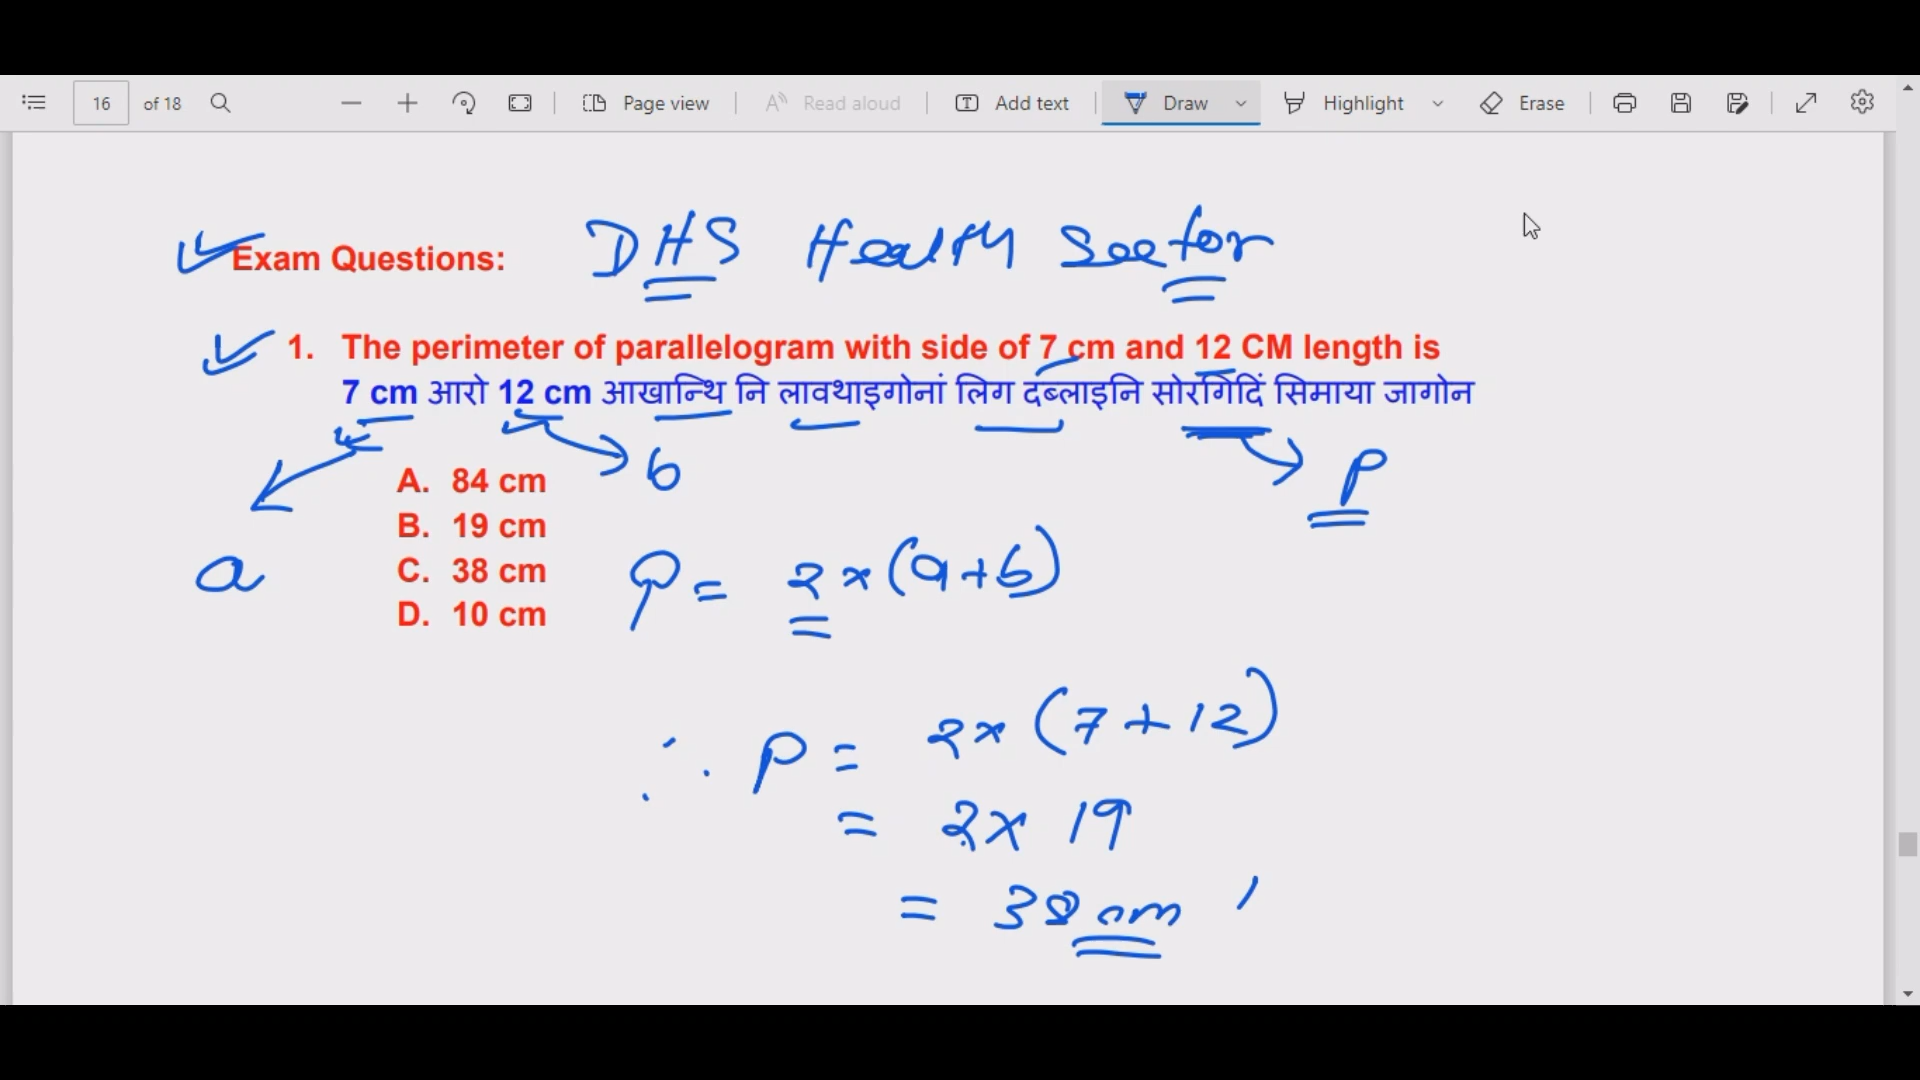 16 of 18 Page view Read aloud Add text Draw Highlight Erase
Exam Questions: DHS Health Sector
1. The perimeter of parallelogram with side of 7 cm and 12 CM length is
7 cm आरो 12 cm आखान्थि नि लावथाइगोनां लिग दब्लाइनि सोरगिदिं सिमाया जागोन
b
P
A. 84 cm
B. 19 cm
C. 38 cm
D. 10 cm
a
P = 2 × (a+b)
∴ P = 2× (7 + 12)
= 2× 19
= 38 cm